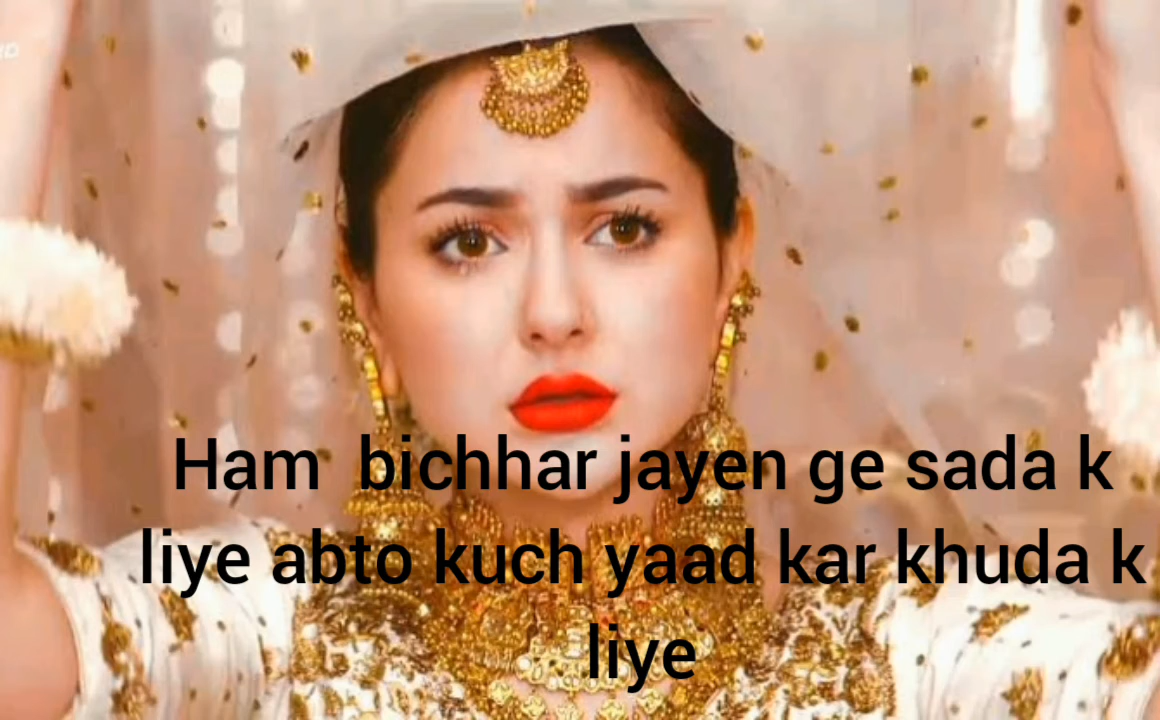 Ham bichhar jayen ge sada k
liye abto kuch yaad kar khuda k
liye